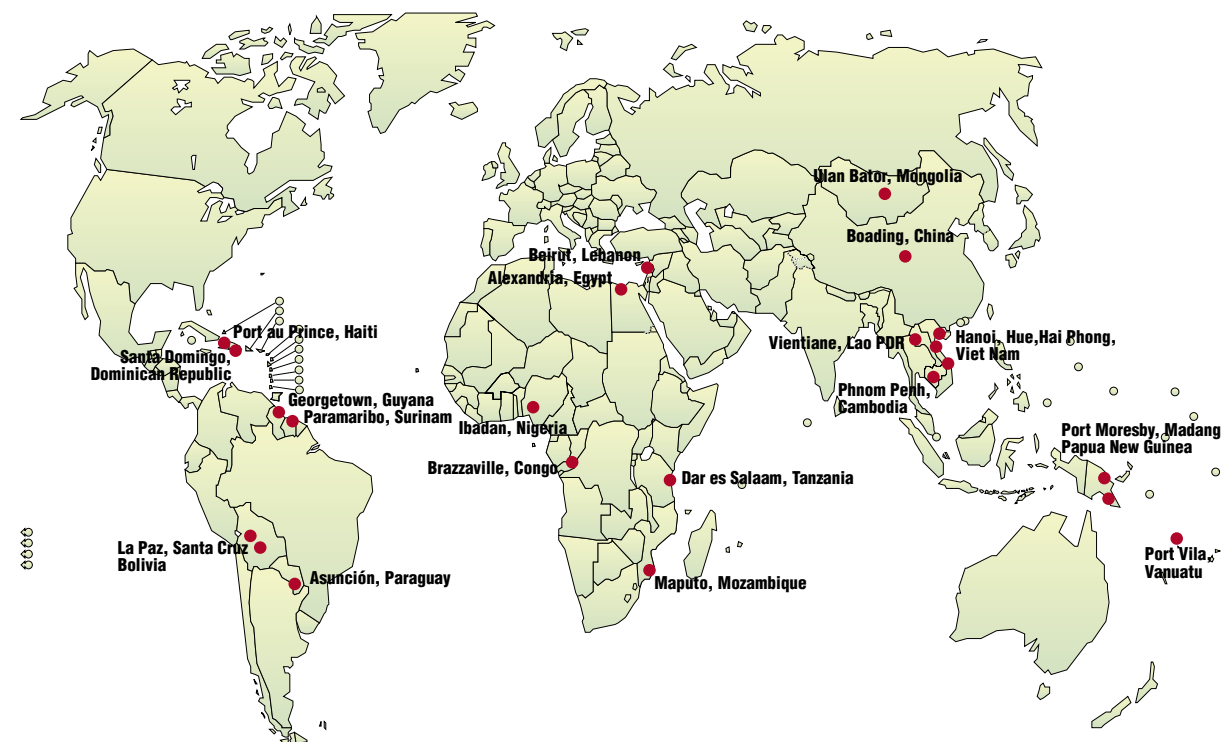 Ulan Bator, Mongolia
Boading, China
Beirut, Lebanon
Alexandria, Egypt
Port au Prince, Haiti
Santa Domingo,
Dominican Republic
Vientiane, Lao PDR
Hanoi, Hue,Hai Phong,
Viet Nam
Phnom Penh,
Cambodia
Georgetown, Guyana
Paramaribo, Surinam
Ibadan, Nigeria
Port Moresby, Madang
Papua New Guinea
Brazzaville, Congo
Dar es Salaam, Tanzania
La Paz, Santa Cruz
Bolivia
Port Vila,
Vanuatu
Asunción, Paraguay
Maputo, Mozambique